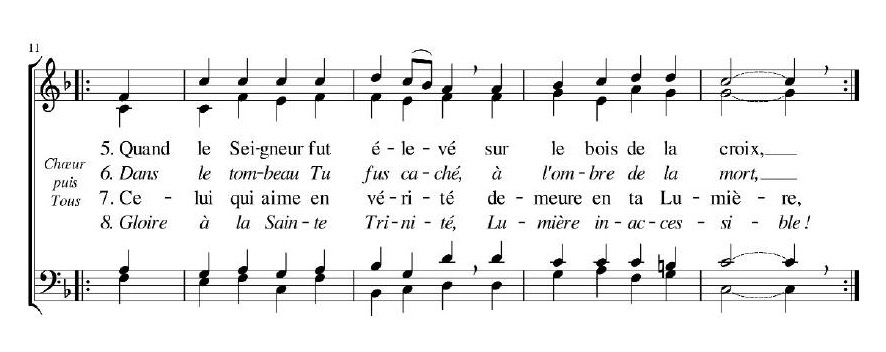 11
Chœur
puis
Tous
5. Quand le Sei-gneur fut é - le - vé sur le bois de la croix,
6. Dans le tom-beau Tu fus ca - ché, à l'om - bre de la mort,
7. Ce - lui qui aime en vé - ri - té de - meure en ta Lu - miè - re,
8. Gloire à la Sain - te Tri - ni - té, Lu - mière in - ac - ces - si - ble !